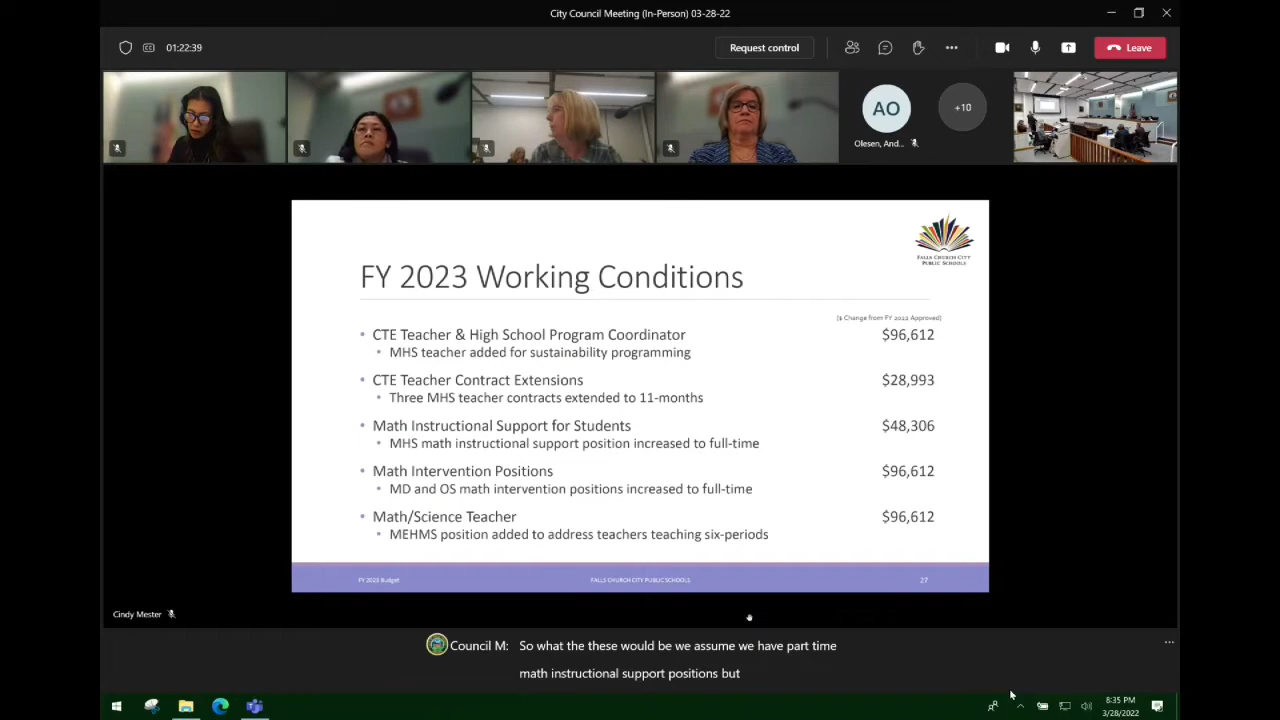 City Council Meeting (In-Person) 03-28-22
01:22:39
Request control
Leave
AO
+10
Olesen, And...
FALLS CHURCH CITY
PUBLIC SCHOOLS
FY 2023 Working Conditions
($ Change from FY 2022 Approved)
• CTE Teacher & High School Program Coordinator $96,612
• MHS teacher added for sustainability programming
• CTE Teacher Contract Extensions $28,993
• Three MHS teacher contracts extended to 11-months
• Math Instructional Support for Students $48,306
• MHS math instructional support position increased to full-time
• Math Intervention Positions $96,612
• MD and OS math intervention positions increased to full-time
• Math/Science Teacher $96,612
• MEHMS position added to address teachers teaching six-periods
FY 2023 Budget FALLS CHURCH CITY PUBLIC SCHOOLS 27
Cindy Mester
Council M: So what the these would be we assume we have part time
math instructional support positions but
8:35 PM
3/28/2022